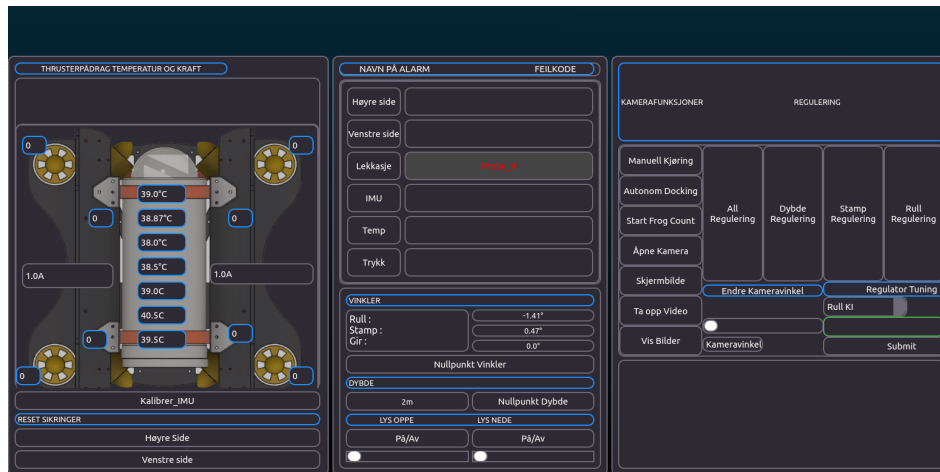 THRUSTERPÅDRAG TEMPERATUR OG KRAFT
0
39.0°C
38.87°C
0
0
38.0°C
38.5°C
1.0A
1.0A
39.0C
40.5C
0
39.5C
0
0
0
Kalibrer_IMU
RESET SIKRINGER
Høyre Side
Venstre side
NAVN PÅ ALARM FEILKODE
Høyre side
Venstre side
Lekkasje
IMU
Temp
Trykk
VINKLER
Rull : -1.41°
Stamp : 0.47°
Gir : 0.0°
Nullpunkt Vinkler
DYBDE
2m Nullpunkt Dybde
LYS OPPE LYS NEDE
På/Av På/Av
KAMERAFUNKSJONER REGULERING
Manuell Kjøring
Autonom Docking
Start Frog Count
Åpne Kamera
Skjermbilde
Ta opp Video
Vis Bilder
All
Regulering
Dybde
Regulering
Stamp
Regulering
Rull
Regulering
Endre Kameravinkel
Regulator Tuning
Rull KI
Kameravinkel
Submit